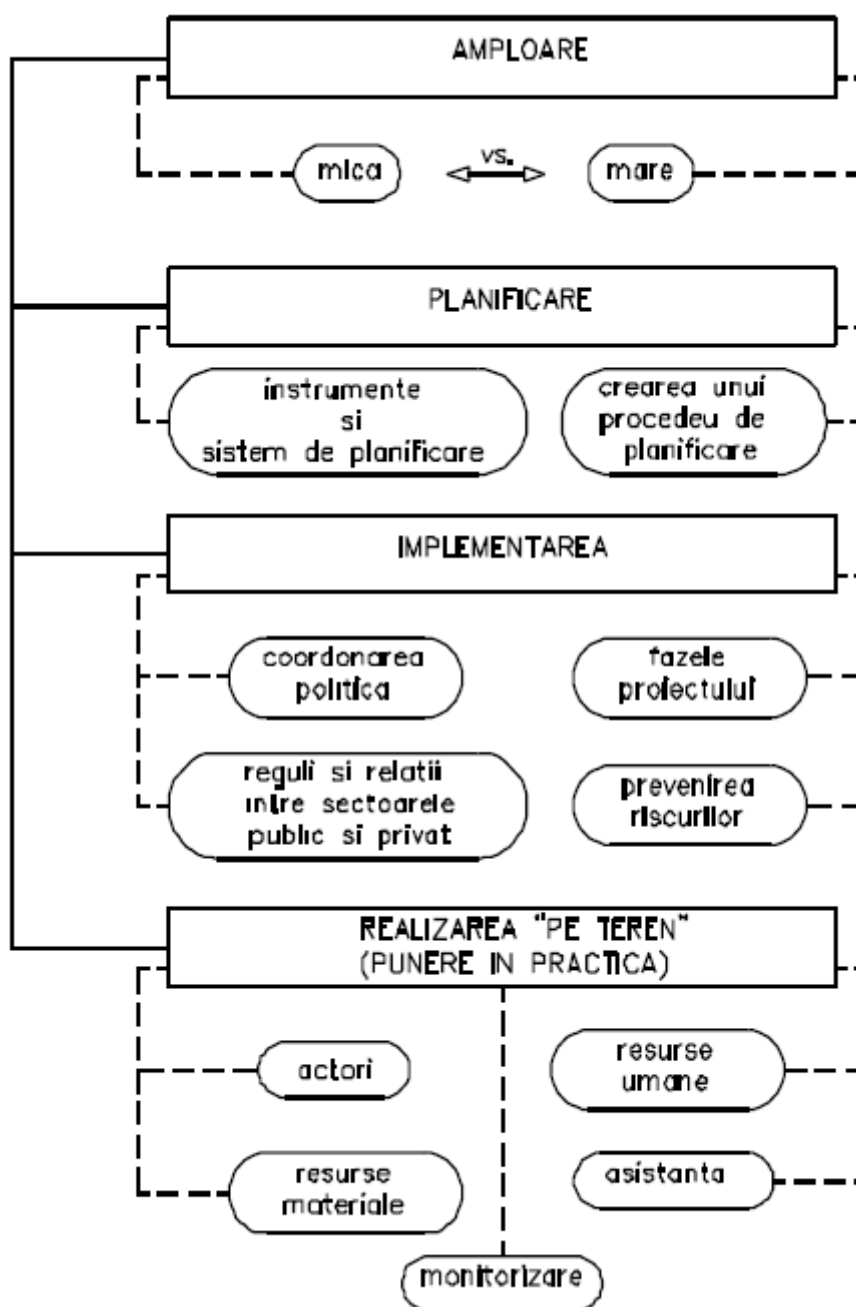 AMPLOARE
mica
vs.
mare
PLANIFICARE
instrumente
si
sistem de planificare
crearea unui
procedeu de
planificare
IMPLEMENTAREA
coordonarea
politica
fazele
proiectului
reguli si relatii
intre sectoarele
public si privat
prevenirea
riscurilor
REALIZAREA "PE TEREN"
(PUNERE IN PRACTICA)
actori
resurse
umane
resurse
materiale
asistanta
monitorizare